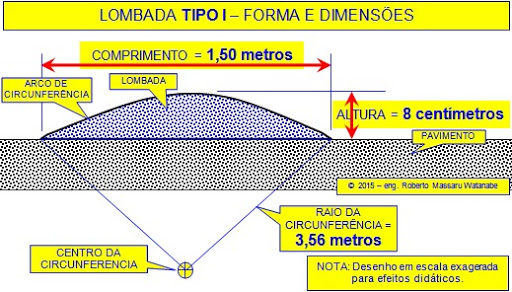 LOMBADA TIPO I – FORMA E DIMENSÕES
COMPRIMENTO = 1,50 metros
ARCO DE
CIRCUNFERÊNCIA
LOMBADA
ALTURA = 8 centímetros
PAVIMENTO
© 2015 – eng. Roberto Massaru Watanabe
RAIO DA
CIRCUNFERÊNCIA =
3,56 metros
CENTRO DA
CIRCUNFERENCIA
NOTA: Desenho em escala exagerada
para efeitos didáticos.